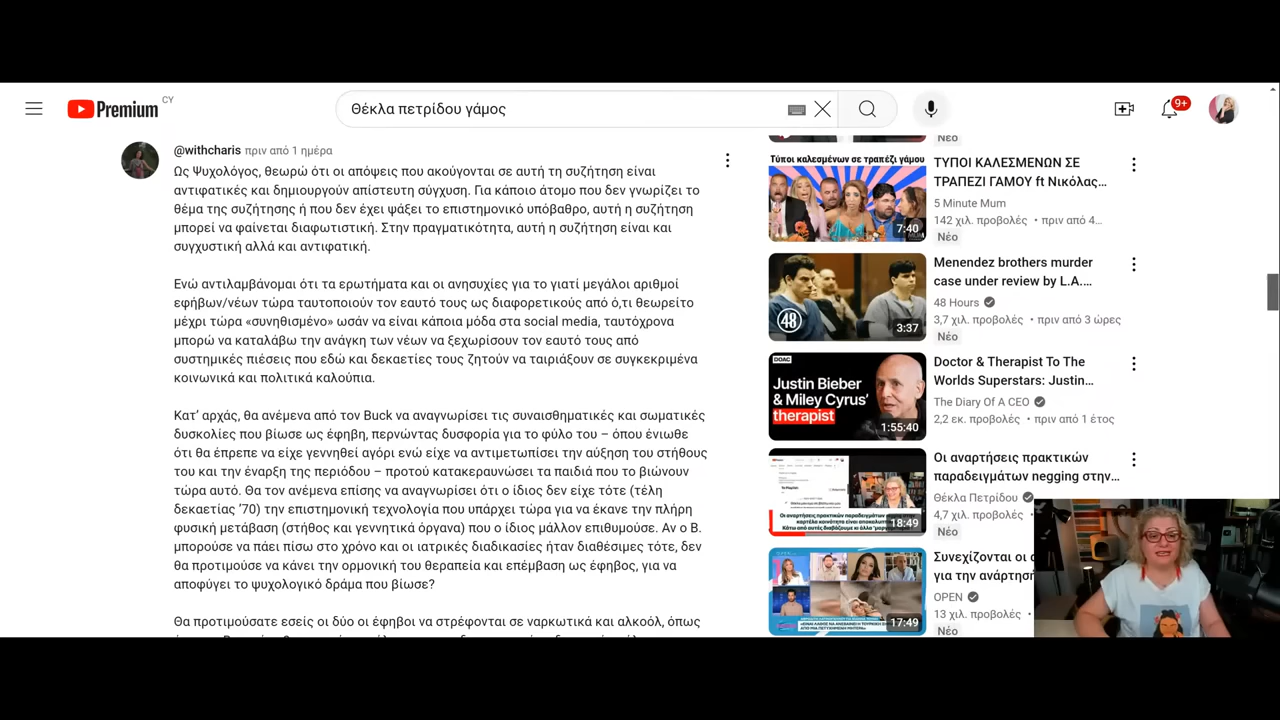 Premium CY
Θέκλα πετρίδου γάμος
9+
@withcharis πριν από 1 ημέρα
Ως Ψυχολόγος, θεωρώ ότι οι απόψεις που ακούγονται σε αυτή τη συζήτηση είναι
αντιφατικές και δημιουργούν απίστευτη σύγχυση. Για κάποιο άτομο που δεν γνωρίζει το
θέμα της συζήτησης ή που δεν έχει ψάξει το επιστημονικό υπόβαθρο, αυτή η συζήτηση
μπορεί να φαίνεται διαφωτιστική. Στην πραγματικότητα, αυτή η συζήτηση είναι και
συγχυτική αλλά και αντιφατική.
Ενώ αντιλαμβάνομαι ότι τα ερωτήματα και οι ανησυχίες για το γιατί μεγάλοι αριθμοί
εφήβων/νέων τώρα ταυτοποιούν τον εαυτό τους ως διαφορετικούς από ό,τι θεωρείτο
μέχρι τώρα «συνηθισμένο» ωσάν να είναι κάποια μόδα στα social media, ταυτόχρονα
μπορώ να καταλάβω την ανάγκη των νέων να ξεχωρίσουν τον εαυτό τους από
συστημικές πιέσεις που εδώ και δεκαετίες τους ζητούν να ταιριάξουν σε συγκεκριμένα
κοινωνικά και πολιτικά καλούπια.
Κατ’ αρχάς, θα ανέμενα από τον Buck να αναγνωρίσει τις συναισθηματικές και σωματικές
δυσκολίες που βίωσε ως έφηβη, περνώντας δυσφορία για το φύλο του – όπου ένιωθε
ότι θα έπρεπε να είχε γεννηθεί αγόρι ενώ είχε να αντιμετωπίσει την αύξηση του στήθους
του και την έναρξη της περιόδου – προτού κατακεραυνώσει τα παιδιά που το βιώνουν
τώρα αυτό. Θα τον ανέμενα επίσης να αναγνωρίσει ότι αυτός δεν είχε τότε (τέλη
δεκαετίας ’70) την επιστημονική τεχνολογία που υπάρχει τώρα για να έκανε την πλήρη
φυλομετάβαση (στήθος και γεννητικά όργανα) που ο ίδιος μάλλον επιθυμούσε. Αν ο Β.
μπορούσε να πάει πίσω στο χρόνο και οι ιατρικές διαδικασίες ήταν διαθέσιμες τότε, δεν
θα προτιμούσε να κάνει την ορμονική του θεραπεία και επέμβαση ως έφηβος, για να
αποφύγει το ψυχολογικό δράμα που βίωσε?
Θα προτιμούσατε εσείς οι δύο οι έφηβοι να στρέφονται σε ναρκωτικά και αλκοόλ, όπως
Νέο
Τύποι καλεσμένων σε τραπέζι γάμου
7:40
ΤΥΠΟΙ ΚΑΛΕΣΜΕΝΩΝ ΣΕ
ΤΡΑΠΕΖΙ ΓΑΜΟΥ ft Νικόλας...
5 Minute Mum
142 χιλ. προβολές • πριν από 4...
Νέο
48
3:37
Menendez brothers murder
case under review by L.A....
48 Hours
3,7 χιλ. προβολές • πριν από 3 ώρες
Νέο
DOAC
Justin Bieber
& Miley Cyrus’
therapist
1:55:40
Doctor & Therapist To The
Worlds Superstars: Justin...
The Diary Of A CEO
2,2 εκ. προβολές • πριν από 1 έτος
18:49
Οι αναρτήσεις πρακτικών
παραδειγμάτων negging στην...
Θέκλα Πετρίδου
4,7 χιλ. προβολές •
Νέο
17:49
Συνεχίζονται οι α
για την ανάρτησ
OPEN
13 χιλ. προβολές •
Νέο